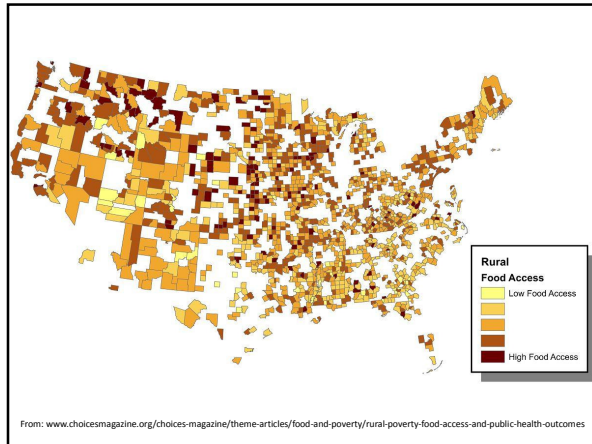 Rural
Food Access
Low Food Access
High Food Access
From: www.choicesmagazine.org/choices-magazine/theme-articles/food-and-poverty/rural-poverty-food-access-and-public-health-outcomes